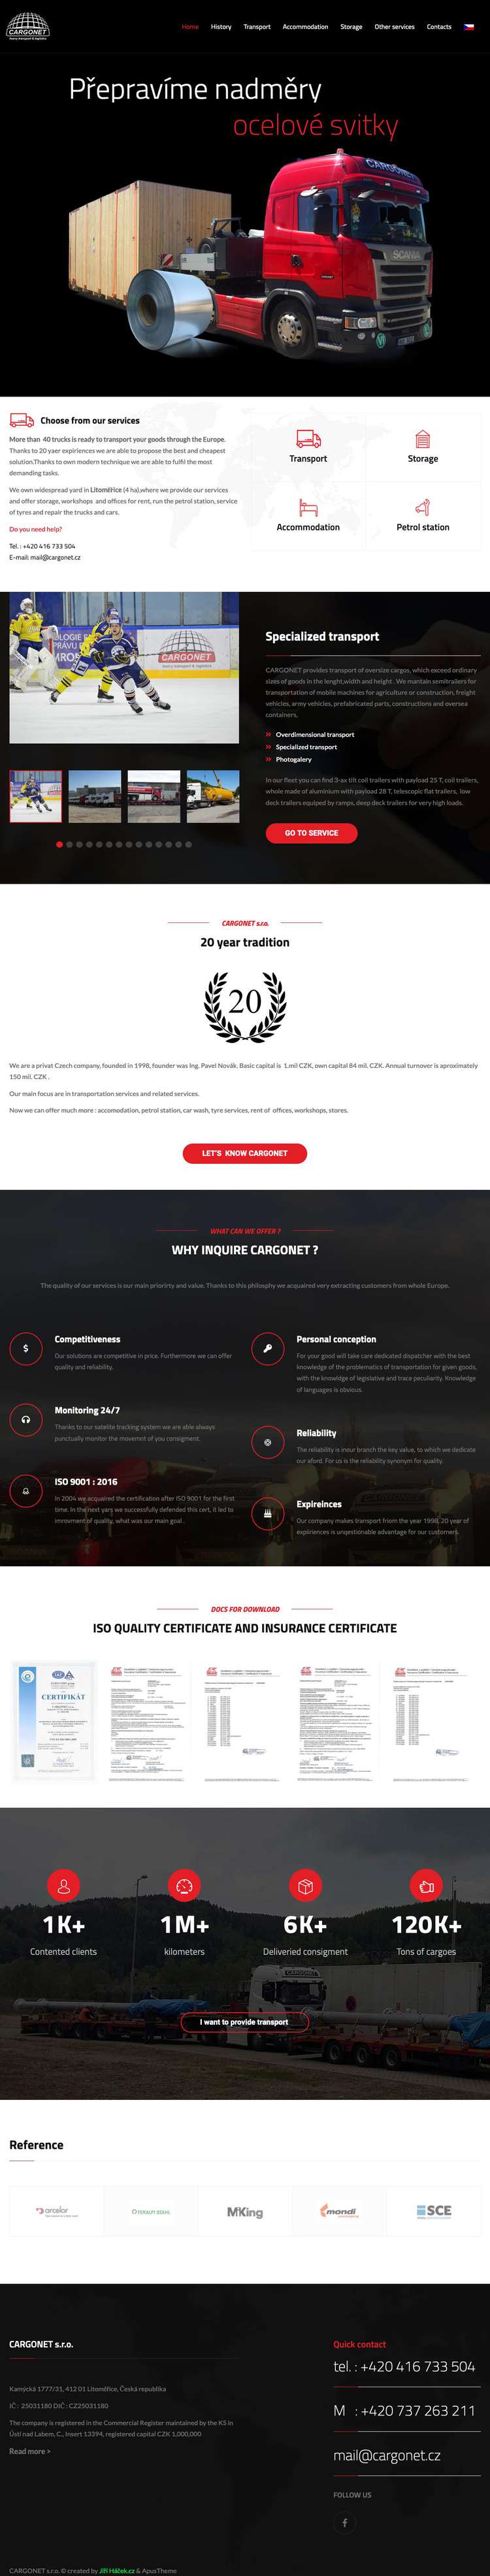 CARGONET
heavy transport & logistics
Home History Transport Accommodation Storage Other services Contacts
Přepravíme nadměry
ocelové svitky
CARGONET
SCANIA
Choose from our services
More than 40 trucks is ready to transport your goods through the Europe.
Thanks to 20 year expiriences we are able to propose the best and cheapest
solution.Thanks to own modern technique we are able to fulfil the most
demanding tasks.
We own widespread yard in Litoměřice (4 ha),where we provide our services
and offer storage, workshops and offices for rent, run the petrol station, service
of tyres and repair the trucks and cars.
Do you need help?
Tel. : +420 416 733 504
E-mail: mail@cargonet.cz
Transport
Storage
Accommodation
Petrol station
CARGONET
Specialized transport
CARGONET provides transport of oversize cargos, which exceed ordinary
sizes of goods in the lenght,width and height . We mantain semitrailers for
transportation of mobile machines for agriculture or construction, freight
vehicles, army vehicles, prefabricated parts, constructions and oversea
containers,
Overdimensional transport
Specialized transport
Photogalery
In our fleet you can find 3-ax tilt coil trailers with payload 25 T, coil trailers,
whole made of aluminium with payload 28 T, telescopic flat trailers, low
deck trailers equiped by ramps, deep deck trailers for very high loads.
GO TO SERVICE
CARGONET s.r.o.
20 year tradition
20
We are a privat Czech company, founded in 1998, founder was Ing. Pavel Novák. Basic capital is 1.mil CZK, own capital 84 mil. CZK. Annual turnover is aproximately
150 mil. CZK .
Our main focus are in transportation services and related services.
Now we can offer much more : accomodation, petrol station, car wash, tyre services, rent of offices, workshops, stores.
LET'S KNOW CARGONET
WHAT CAN WE OFFER ?
WHY INQUIRE CARGONET ?
The quality of our services is our main priorirty and value. Thanks to this philosphy we acquaired very extracting customers from whole Europe.
Competitiveness
Our solutions are competitive in price. Furthermore we can offer
quality and reliability.
Monitoring 24/7
Thanks to our satelite tracking system we are able always
punctually monitor the movement of you consigment.
ISO 9001 : 2016
In 2004 we acquaired the certification after ISO 9001 for the first
time. In the next yars we successfully defended this cert, it led to
imrovment of quality, what was our main goal .
Personal conception
For your good will take care dedicated dispatcher with the best
knowledge of the problematics of transportation for given goods,
with the knowldge of legislative and trace peculiarity. Knowledge
of languages is obvious.
Reliability
The reliability is inour branch the key value, to which we dedicate
our aford. For us is the relialility synonym for quality.
Expireinces
Our company makes transport friom the year 1998, 20 year of
expiriences is unqestionable advantage for our customers.
DOCS FOR DOWNLOAD
ISO QUALITY CERTIFICATE AND INSURANCE CERTIFICATE
CERTIFIKÁT
1K+
Contented clients
1M+
kilometers
6K+
Deliveried consigment
120K+
Tons of cargoes
I want to provide transport
Reference
arcelor
FERALPI STAHL
MKing
mondi
SCE
CARGONET s.r.o.
Kamýcká 1777/31, 412 01 Litoměřice, Česká republika
IČ : 25031180 DIČ : CZ25031180
The company is registered in the Commercial Register maintained by the KS in
Ústí nad Labem, C., Insert 13394, registered capital CZK 1,000,000
Read more >
Quick contact
tel. : +420 416 733 504
M : +420 737 263 211
mail@cargonet.cz
FOLLOW US
CARGONET s.r.o. © created by Jiří Háček.cz & ApusTheme